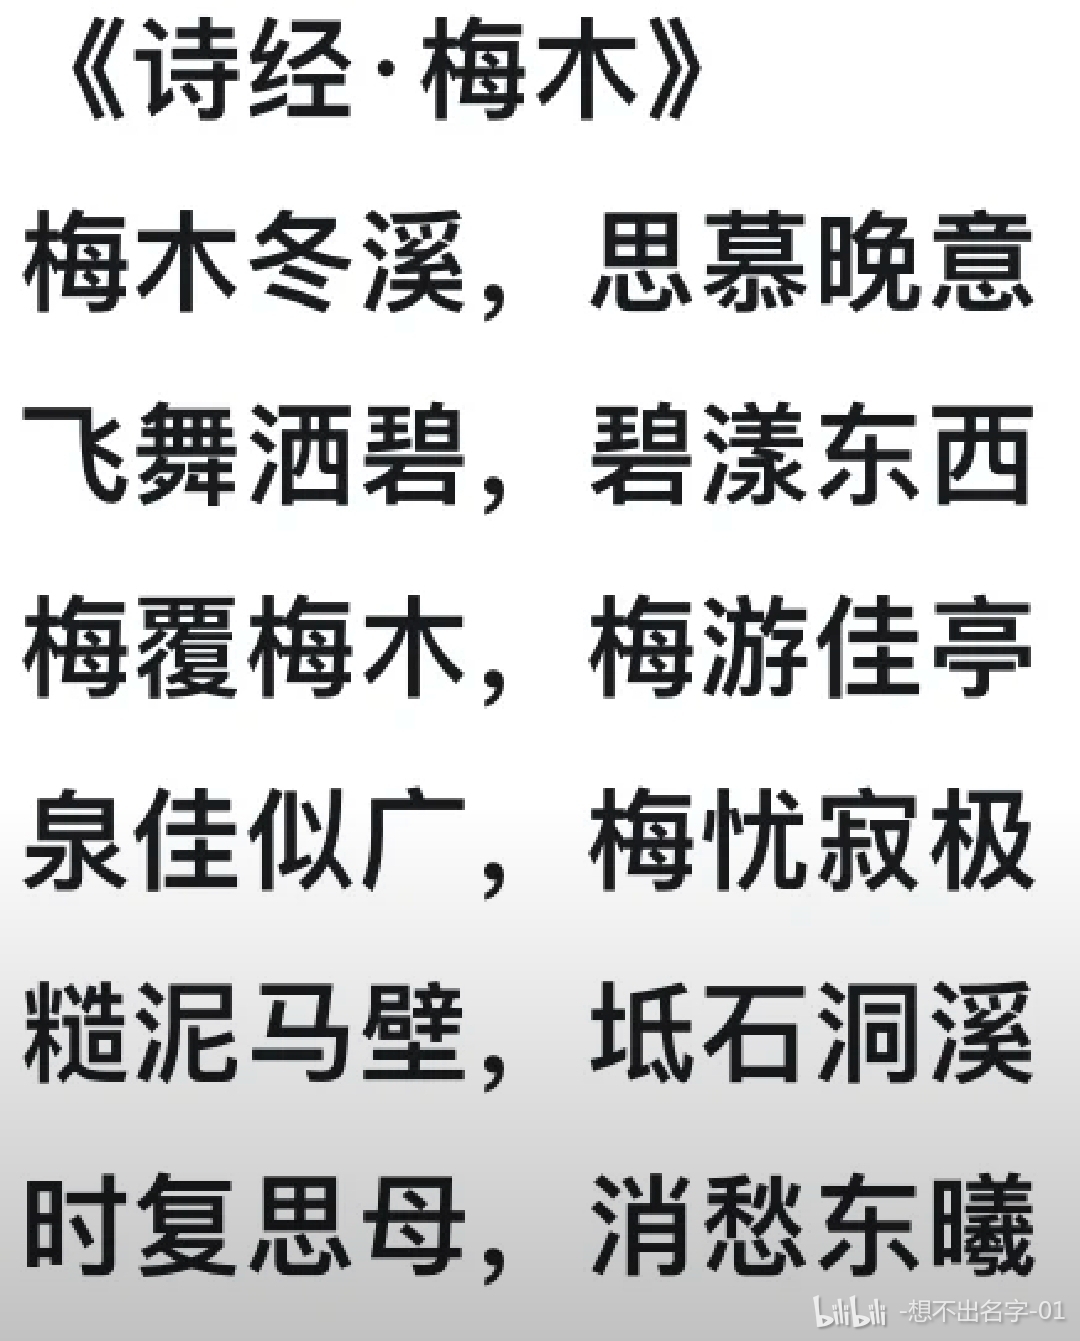 《诗经·梅木》
梅木冬溪，思慕晚意
飞舞洒碧，碧漾东西
梅覆梅木，梅游佳亭
泉佳似广，梅忧寂极
糙泥马壁，坻石洞溪
时复思母，消愁东曦
bilibili -想不出名字-01